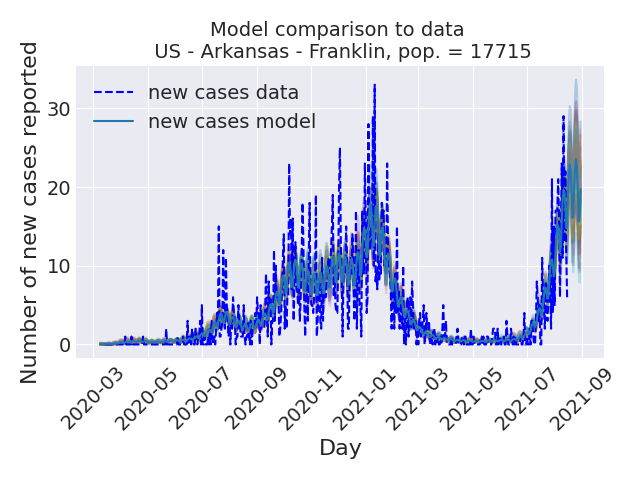 Model comparison to data
US - Arkansas - Franklin, pop. = 17715
Number of new cases reported
30
20
10
0
new cases data
new cases model
2020-03
2020-05
2020-07
2020-09
2020-11
2021-01
2021-03
2021-05
2021-07
2021-09
Day